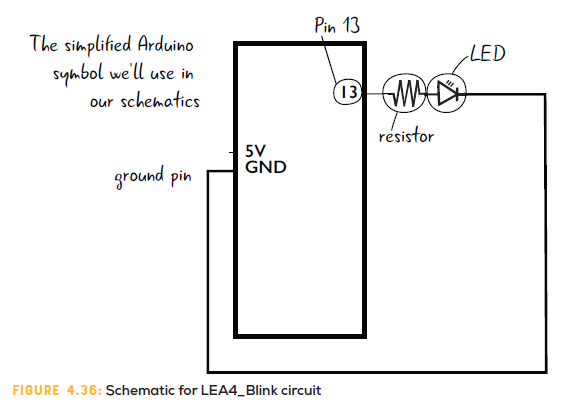 Pin 13
The simplified Arduino
symbol we'll use in
our schematics
LED
13
resistor
5V
GND
ground pin
FIGURE 4.36: Schematic for LEA4_Blink circuit